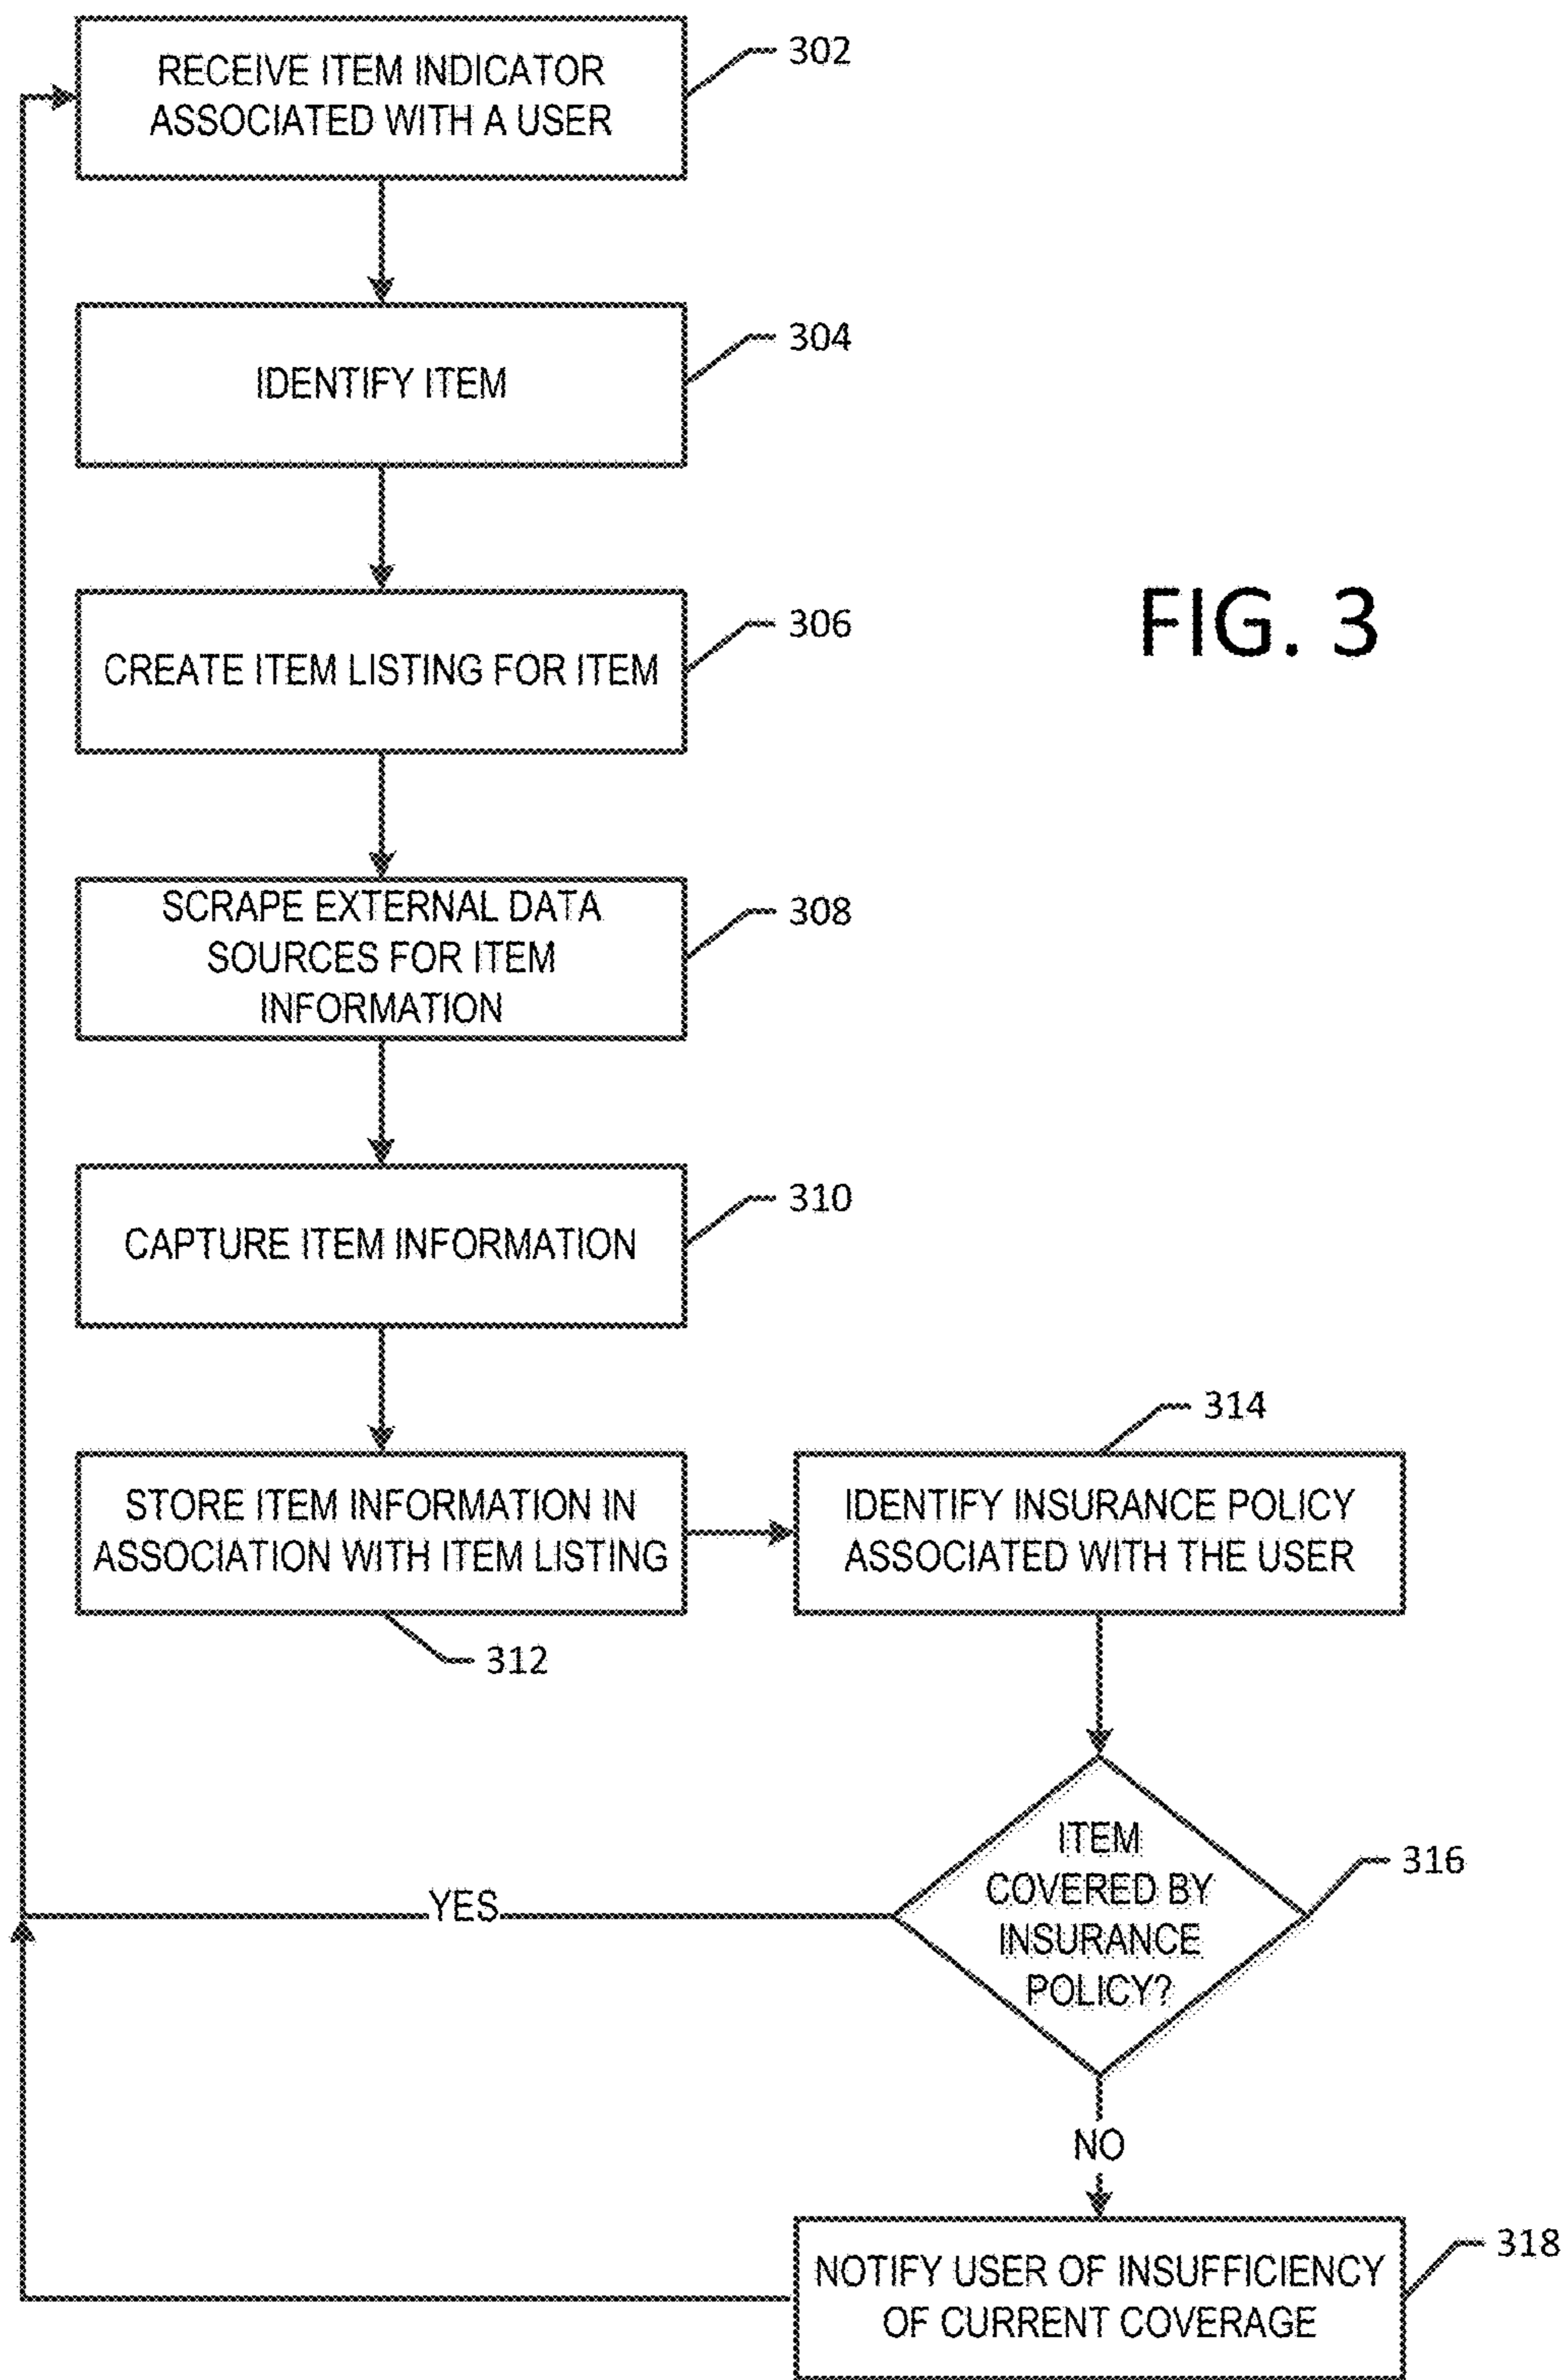 RECEIVE ITEM INDICATOR
ASSOCIATED WITH A USER
302
IDENTIFY ITEM
304
CREATE ITEM LISTING FOR ITEM
306
FIG. 3
SCRAPE EXTERNAL DATA
SOURCES FOR ITEM
INFORMATION
308
CAPTURE ITEM INFORMATION
310
STORE ITEM INFORMATION IN
ASSOCIATION WITH ITEM LISTING
312
314
IDENTIFY INSURANCE POLICY
ASSOCIATED WITH THE USER
ITEM
COVERED BY
INSURANCE
POLICY?
316
YES
NO
NOTIFY USER OF INSUFFICIENCY
OF CURRENT COVERAGE
318